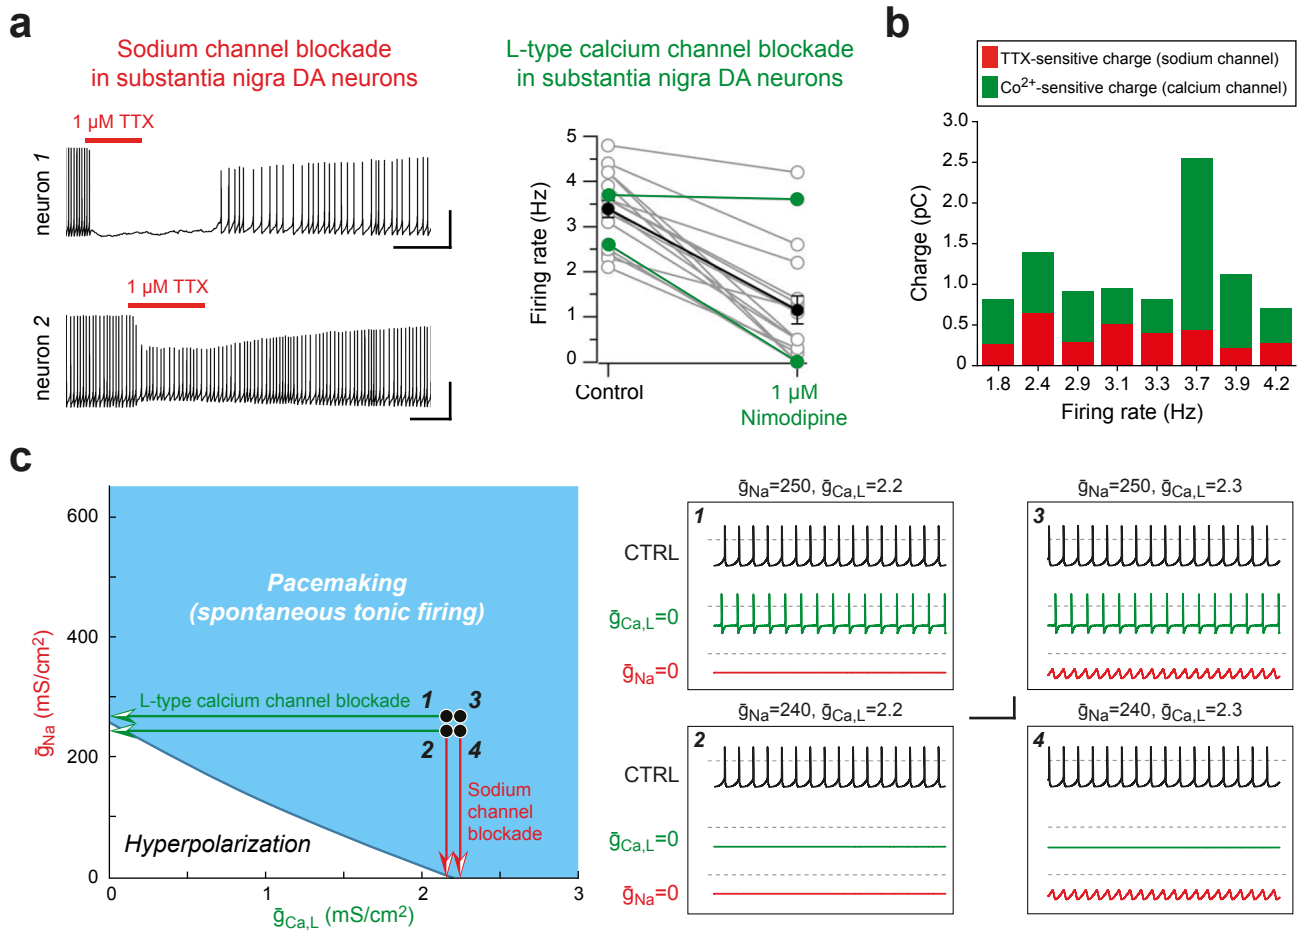 a
Sodium channel blockade
in substantia nigra DA neurons
1 µM TTX
neuron 1
1 µM TTX
neuron 2
L-type calcium channel blockade
in substantia nigra DA neurons
Firing rate (Hz)
5
4
3
2
1
0
Control
1 µM
Nimodipine
b
TTX-sensitive charge (sodium channel)
Co²⁺-sensitive charge (calcium channel)
Charge (pC)
3.0
2.5
2.0
1.5
1.0
0.5
0
1.8 2.4 2.9 3.1 3.3 3.7 3.9 4.2
Firing rate (Hz)
c
ḡNa (mS/cm²)
600
400
200
0
Pacemaking
(spontaneous tonic firing)
L-type calcium channel blockade
1 3
2 4
Sodium
channel
blockade
Hyperpolarization
0 1 2 3
ḡCa,L (mS/cm²)
ḡNa=250, ḡCa,L=2.2
1
CTRL
ḡCa,L=0
ḡNa=0
ḡNa=250, ḡCa,L=2.3
3
ḡNa=240, ḡCa,L=2.2
2
CTRL
ḡCa,L=0
ḡNa=0
ḡNa=240, ḡCa,L=2.3
4